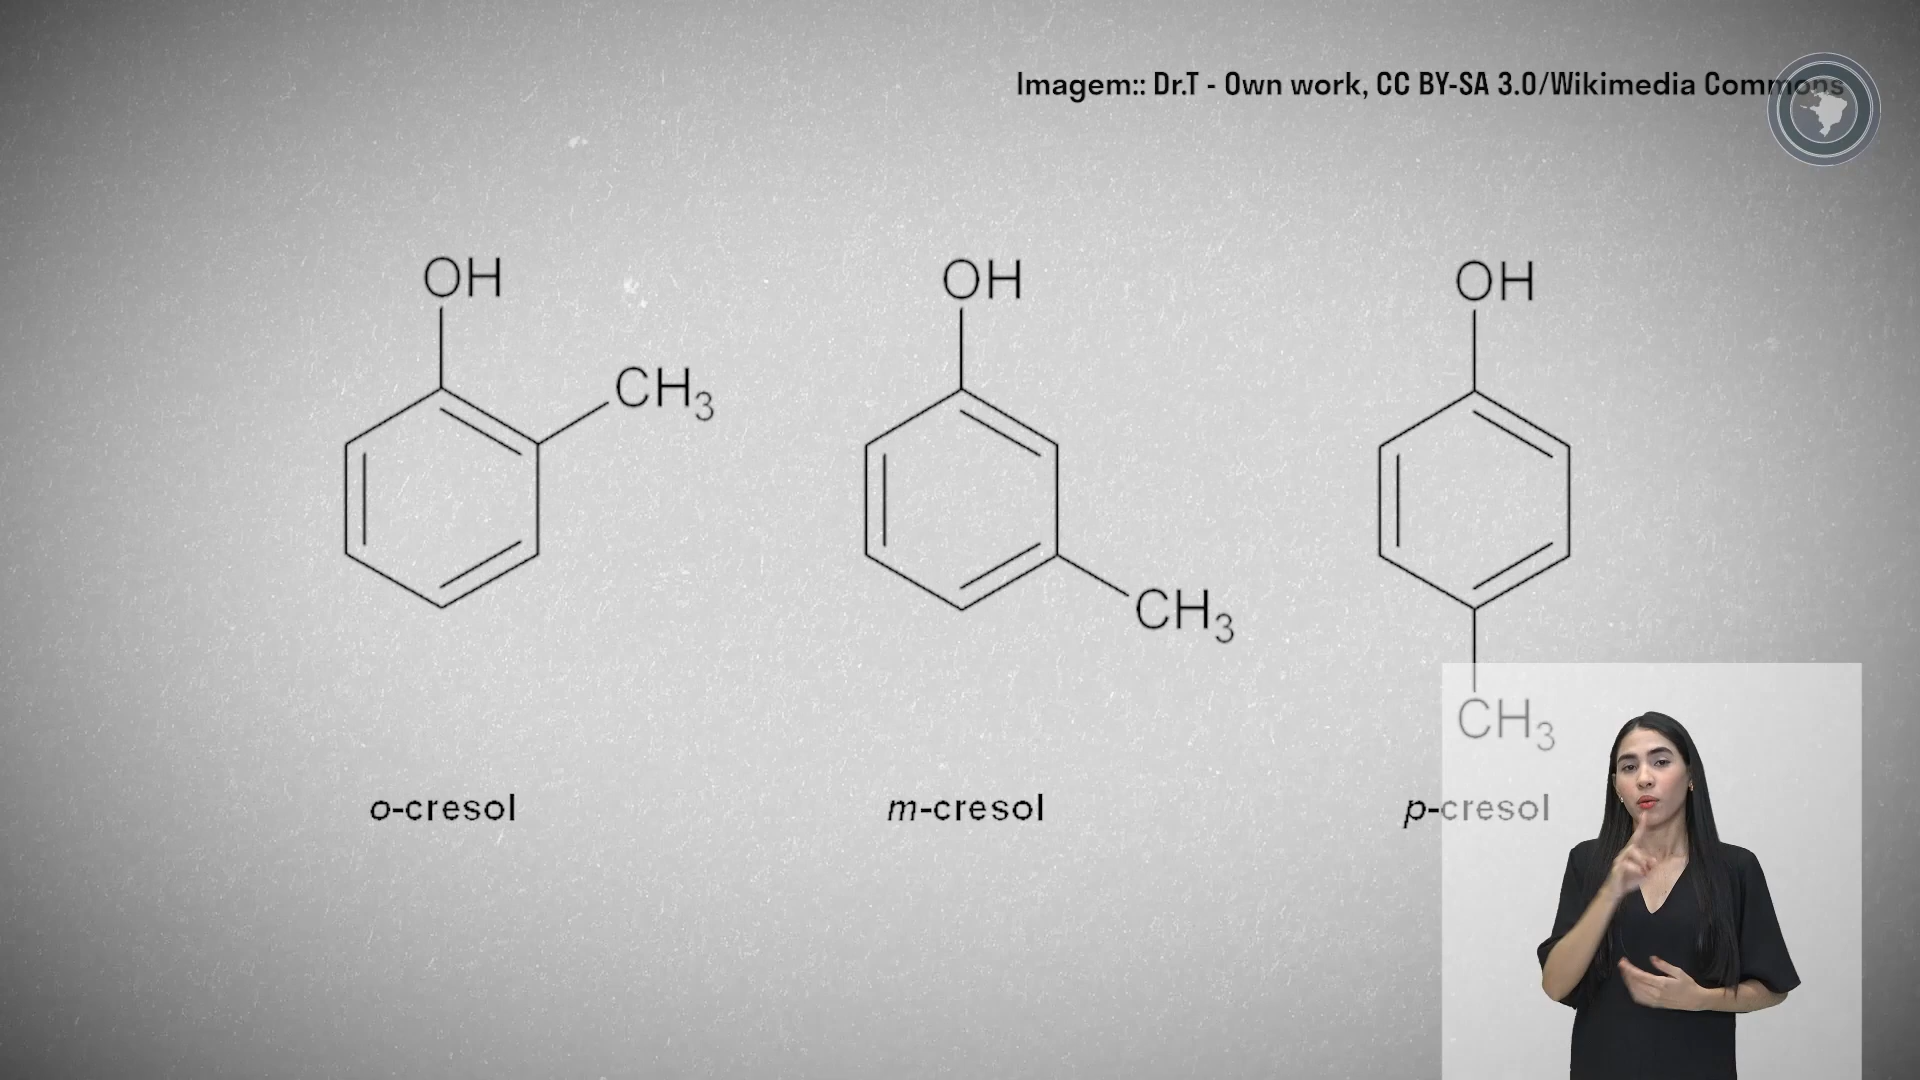 Imagem:: Dr.T - Own work, CC BY-SA 3.0/Wikimedia Commons
OH OH OH
CH3
CH3
CH3
o-cresol m-cresol p-cresol